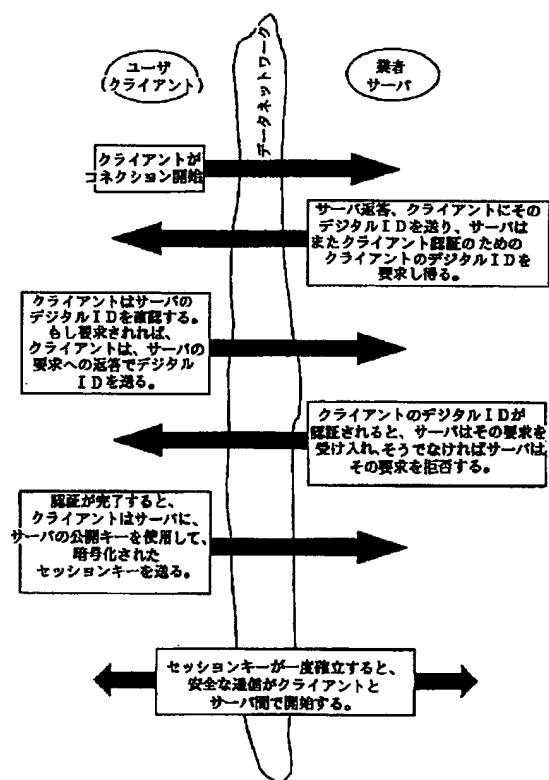 ユーザ
(クライアント)
データネットワーク
業者
サーバ
クライアントが
コネクション開始
サーバ返答、クライアントにその
デジタルＩＤを送り、サーバは
またクライアント認証のための
クライアントのデジタルＩＤを
要求し得る。
クライアントはサーバの
デジタルＩＤを確認する。
もし要求されれば、
クライアントは、サーバの
要求への返答でデジタル
ＩＤを送る。
クライアントのデジタルＩＤが
認証されると、サーバはその要求を
受け入れ、そうでなければサーバは
その要求を拒否する。
認証が完了すると、
クライアントはサーバに、
サーバの公開キーを使用して、
暗号化された
セッションキーを送る。
セッションキーが一度確立すると、
安全な通信がクライアントと
サーバ間で開始する。